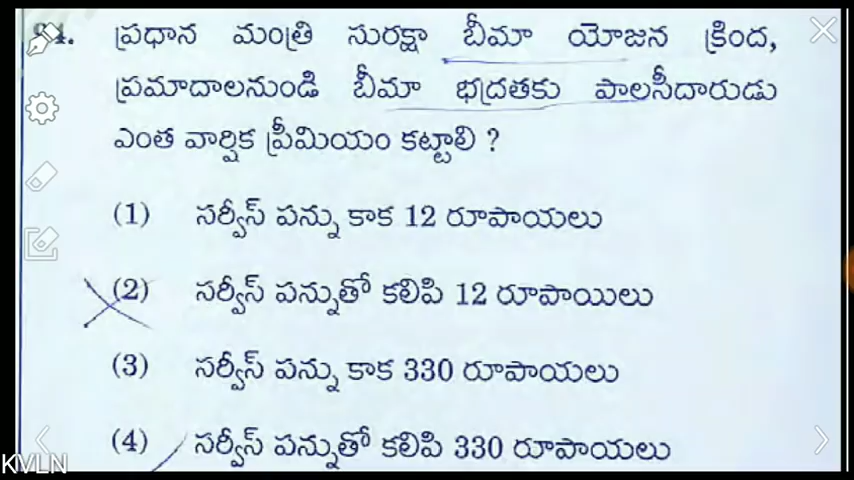 84. ప్రధాన మంత్రి సురక్షా బీమా యోజన క్రింద,
ప్రమాదాలనుండి బీమా భద్రతకు పాలసీదారుడు
ఎంత వార్షిక ప్రీమియం కట్టాలి ?
(1) సర్వీస్ పన్ను కాక 12 రూపాయలు
(2) సర్వీస్ పన్నుతో కలిపి 12 రూపాయిలు
(3) సర్వీస్ పన్ను కాక 330 రూపాయలు
(4) సర్వీస్ పన్నుతో కలిపి 330 రూపాయలు
KVLN